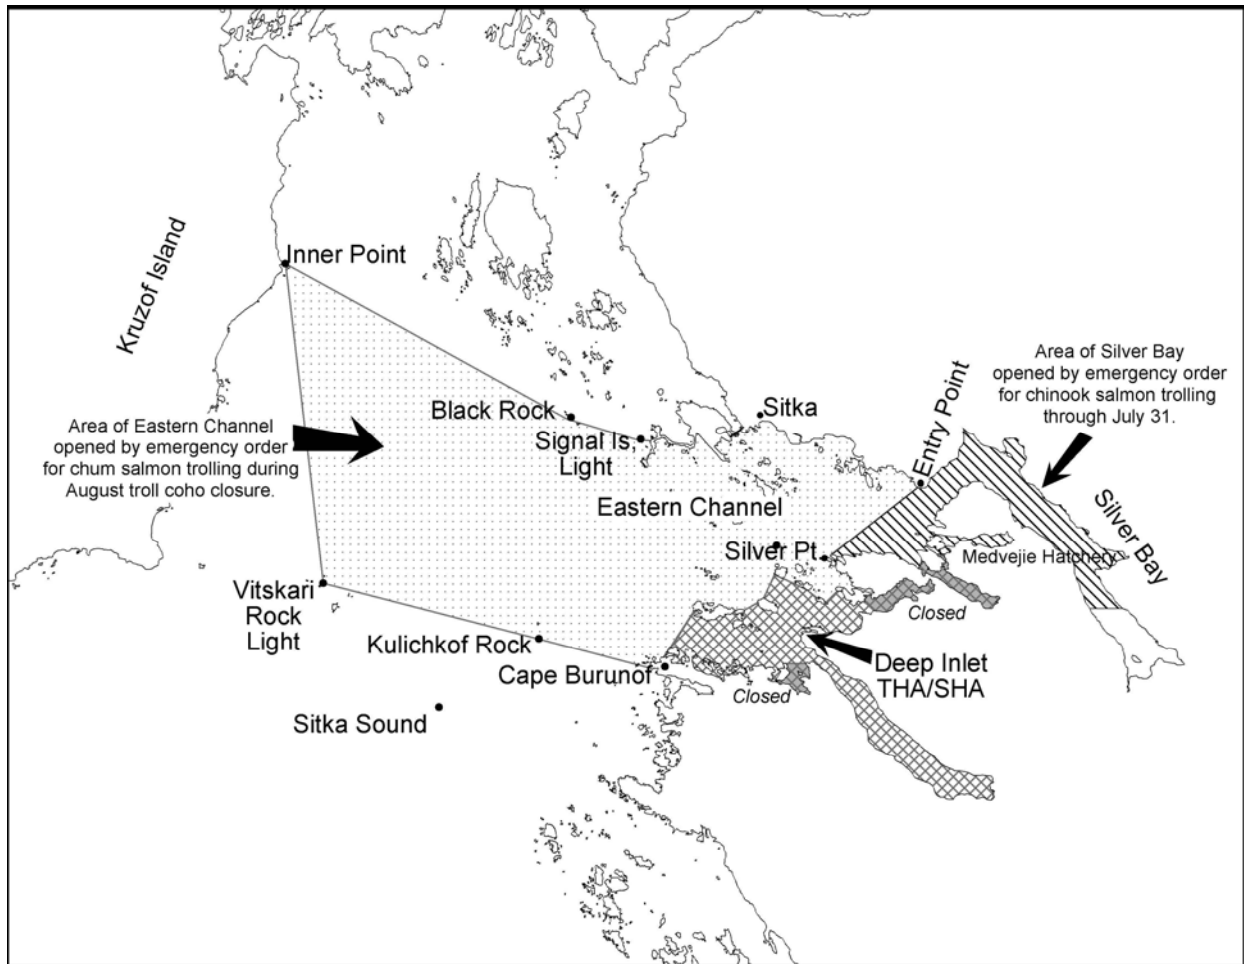 Kruzof Island
Inner Point
Area of Eastern Channel
opened by emergency order
for chum salmon trolling during
August troll coho closure.
Black Rock
Signal Is.
Light
Sitka
Entry Point
Area of Silver Bay
opened by emergency order
for chinook salmon trolling
through July 31.
Eastern Channel
Silver Pt.
Medvejie Hatchery
Silver Bay
Closed
Vitskari
Rock
Light
Kulichkof Rock
Cape Burunof
Deep Inlet
THA/SHA
Closed
Sitka Sound